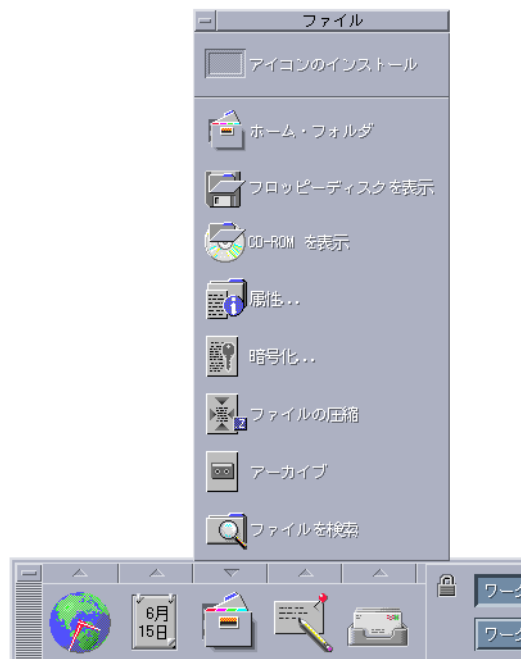 ファイル
アイコンのインストール
ホーム・フォルダ
フロッピーディスクを表示
CD-ROM を表示
属性...
暗号化...
ファイルの圧縮
.Z
アーカイブ
ファイルを検索
6月
15日
ワーク
ワーク